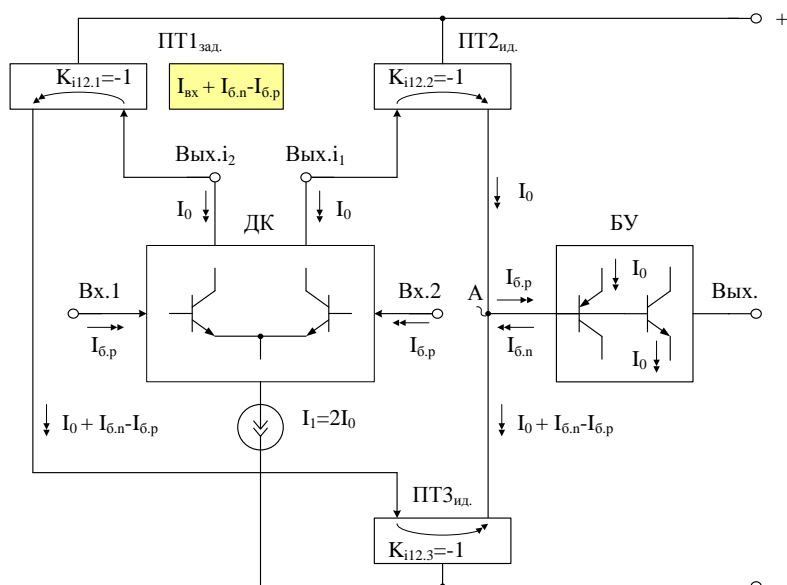 +
ПТ1зад.
ПТ2ид.
Ki12.1=-1
Iвх + Iб.n-Iб.p
Ki12.2=-1
Вых.i2
Вых.i1
I0
I0
I0
ДК
БУ
Вх.1
Вх.2
A
Iб.p
I0
Вых.
Iб.p
Iб.p
Iб.n
I0
I0 + Iб.n-Iб.p
I1=2I0
I0 + Iб.n-Iб.p
ПТ3ид.
Ki12.3=-1